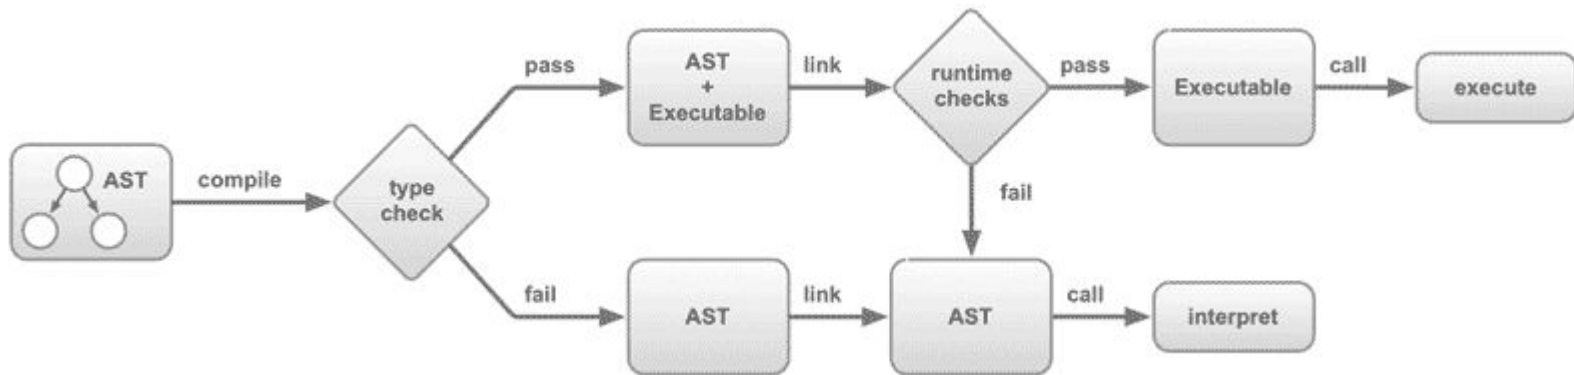 AST
compile
type
check
pass
AST
+
Executable
link
runtime
checks
pass
Executable
call
execute
fail
fail
AST
link
AST
call
interpret